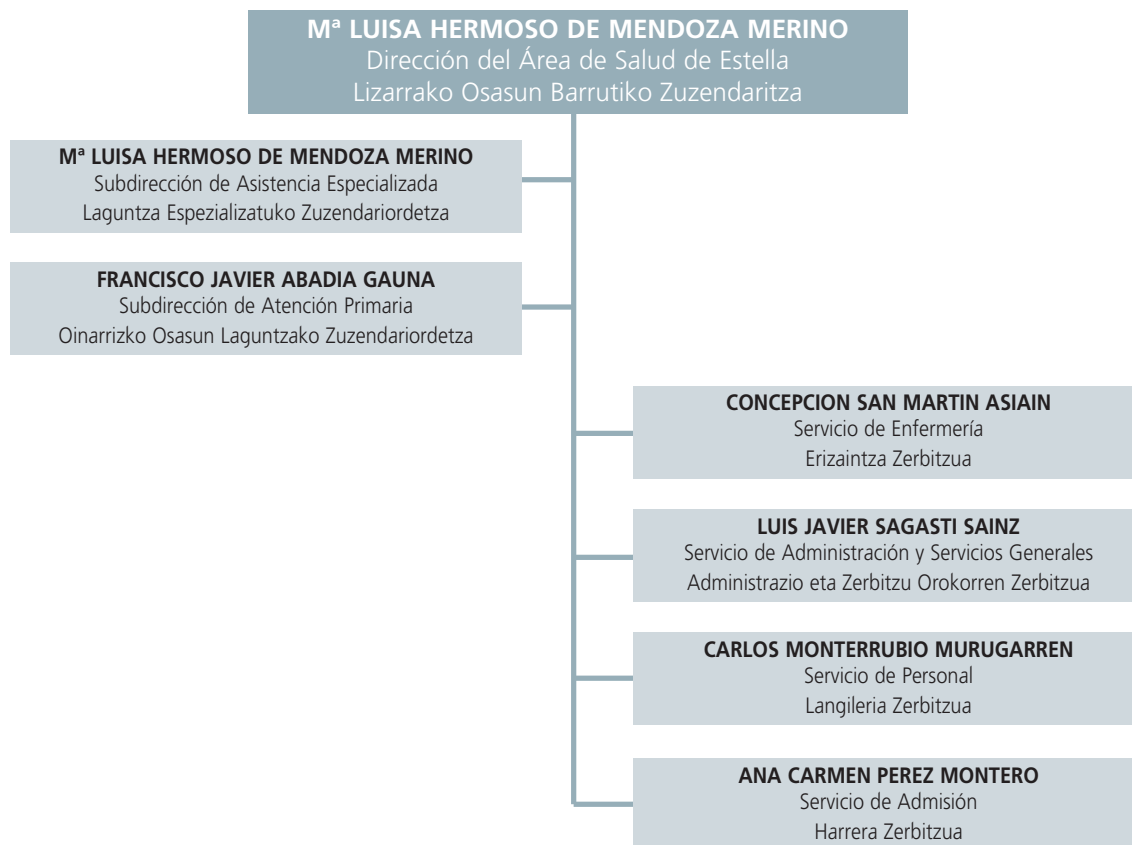 Mª LUISA HERMOSO DE MENDOZA MERINO
Dirección del Área de Salud de Estella
Lizarrako Osasun Barrutiko Zuzendaritza
Mª LUISA HERMOSO DE MENDOZA MERINO
Subdirección de Asistencia Especializada
Laguntza Espezializatuko Zuzendariordetza
FRANCISCO JAVIER ABADIA GAUNA
Subdirección de Atención Primaria
Oinarrizko Osasun Laguntzako Zuzendariordetza
CONCEPCION SAN MARTIN ASIAIN
Servicio de Enfermería
Erizaintza Zerbitzua
LUIS JAVIER SAGASTI SAINZ
Servicio de Administración y Servicios Generales
Administrazio eta Zerbitzu Orokorren Zerbitzua
CARLOS MONTERRUBIO MURUGARREN
Servicio de Personal
Langileria Zerbitzua
ANA CARMEN PEREZ MONTERO
Servicio de Admisión
Harrera Zerbitzua